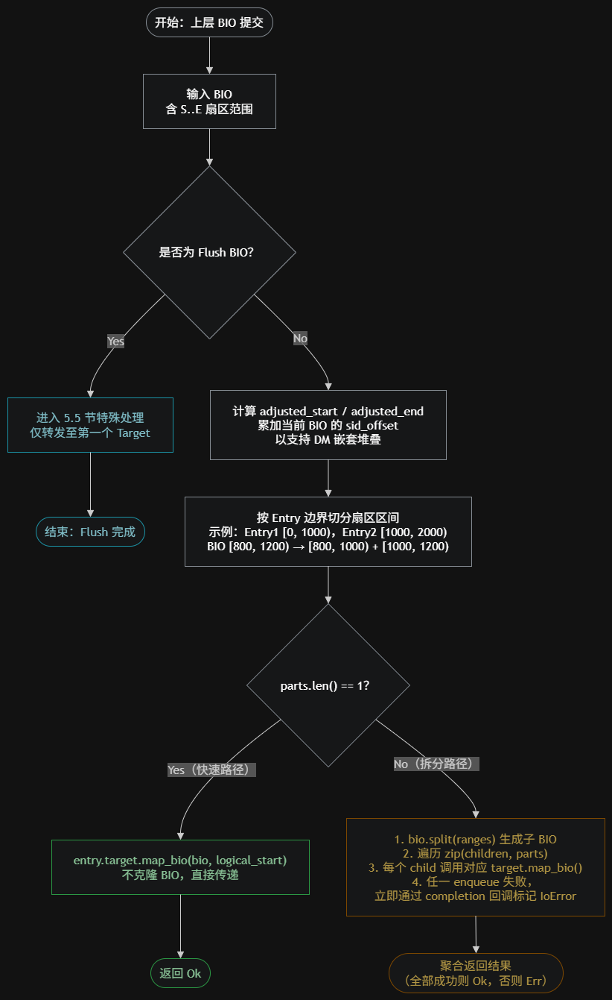 开始：上层 BIO 提交
输入 BIO
含 S..E 扇区范围
是否为 Flush BIO？
Yes
No
进入 5.5 节特殊处理
仅转发至第一个 Target
计算 adjusted_start / adjusted_end
累加当前 BIO 的 sid_offset
以支持 DM 嵌套堆叠
结束：Flush 完成
按 Entry 边界切分扇区区间
示例：Entry1 [0, 1000)，Entry2 [1000, 2000)
BIO [800, 1200) → [800, 1000) + [1000, 1200)
parts.len() == 1？
Yes（快速路径）
No（拆分路径）
entry.target.map_bio(bio, logical_start)
不克隆 BIO，直接传递
1. bio.split(ranges) 生成子 BIO
2. 遍历 zip(children, parts)
3. 每个 child 调用对应 target.map_bio()
4. 任一 enqueue 失败，
立即通过 completion 回调标记 IoError
返回 Ok
聚合返回结果
（全部成功则 Ok，否则 Err）